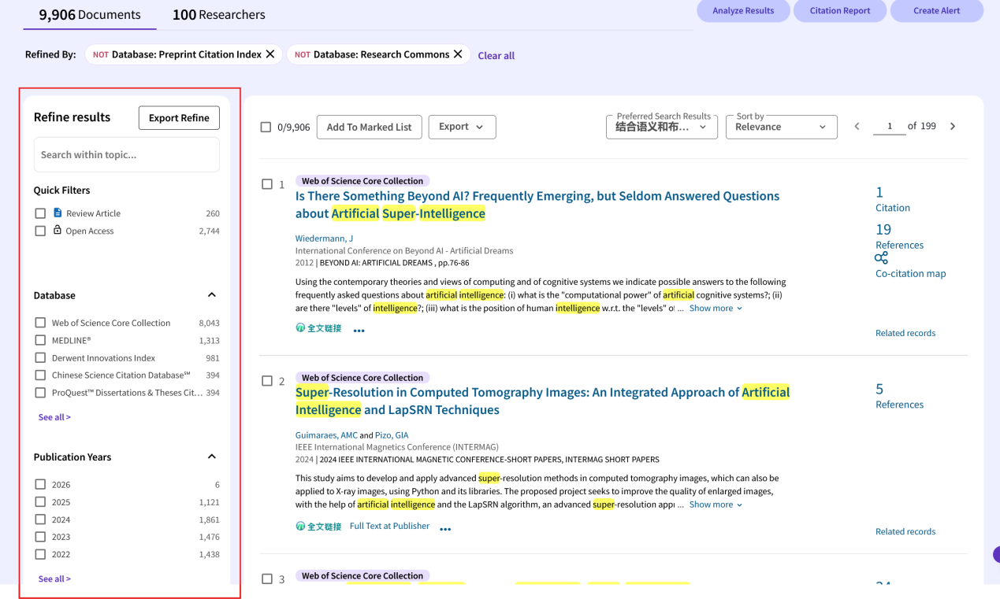 9,906 Documents
100 Researchers
Analyze Results
Citation Report
Create Alert
Refined By:
NOT Database: Preprint Citation Index
NOT Database: Research Commons
Clear all
Refine results
Export Refine
Search within topic...
Quick Filters
Review Article 260
Open Access 2,744
Database
Web of Science Core Collection 8,043
MEDLINE® 1,313
Derwent Innovations Index 981
Chinese Science Citation Database℠ 394
ProQuest™ Dissertations & Theses Cit... 394
See all >
Publication Years
2026 6
2025 1,121
2024 1,861
2023 1,476
2022 1,438
See all >
0/9,906
Add To Marked List
Export
Preferred Search Results
结合语义和布...
Sort by
Relevance
1 of 199
1
Web of Science Core Collection
Is There Something Beyond AI? Frequently Emerging, but Seldom Answered Questions
about Artificial Super-Intelligence
Wiedermann, J
International Conference on Beyond AI - Artificial Dreams
2012 | BEYOND AI: ARTIFICIAL DREAMS , pp.76-86
Using the contemporary theories and views of computing and of cognitive systems we indicate possible answers to the following
frequently asked questions about artificial intelligence: (i) what is the "computational power" of artificial cognitive systems?; (ii)
are there "levels" of intelligence?; (iii) what is the position of human intelligence w.r.t. the "levels" o ... Show more
全文链接
1
Citation
19
References
Co-citation map
Related records
2
Web of Science Core Collection
Super-Resolution in Computed Tomography Images: An Integrated Approach of Artificial
Intelligence and LapSRN Techniques
Guimaraes, AMC and Pizo, GIA
IEEE International Magnetics Conference (INTERMAG)
2024 | 2024 IEEE INTERNATIONAL MAGNETIC CONFERENCE-SHORT PAPERS, INTERMAG SHORT PAPERS
This study aims to develop and apply advanced super-resolution methods in computed tomography images, which can also be
applied to X-ray images, using Python and its libraries. The proposed project seeks to improve the quality of enlarged images,
with the help of artificial intelligence and the LapSRN algorithm, an advanced super-resolution appr ... Show more
全文链接 Full Text at Publisher
5
References
Related records
3
Web of Science Core Collection